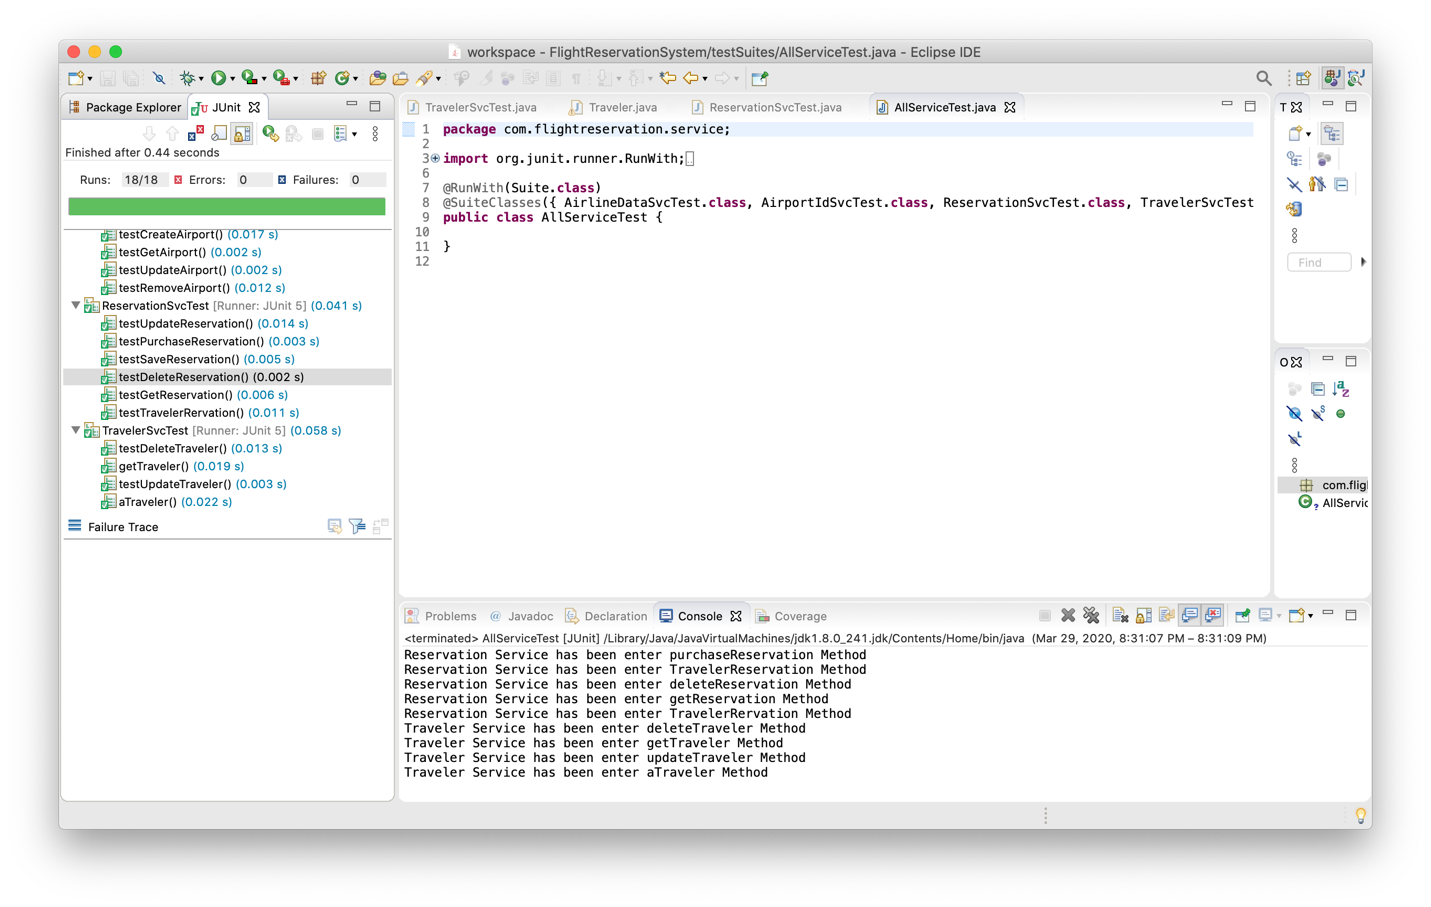 workspace - FlightReservationSystem/testSuites/AllServiceTest.java - Eclipse IDE
Package Explorer
JUnit
Finished after 0.44 seconds
Runs: 18/18 Errors: 0 Failures: 0
testCreateAirport() (0.017 s)
testGetAirport() (0.002 s)
testUpdateAirport() (0.002 s)
testRemoveAirport() (0.012 s)
ReservationSvcTest [Runner: JUnit 5] (0.041 s)
testUpdateReservation() (0.014 s)
testPurchaseReservation() (0.003 s)
testSaveReservation() (0.005 s)
testDeleteReservation() (0.002 s)
testGetReservation() (0.006 s)
testTravelerRervation() (0.011 s)
TravelerSvcTest [Runner: JUnit 5] (0.058 s)
testDeleteTraveler() (0.013 s)
getTraveler() (0.019 s)
testUpdateTraveler() (0.003 s)
aTraveler() (0.022 s)
Failure Trace
TravelerSvcTest.java
Traveler.java
ReservationSvcTest.java
AllServiceTest.java
1 package com.flightreservation.service;
2
3 import org.junit.runner.RunWith;
6
7 @RunWith(Suite.class)
8 @SuiteClasses({ AirlineDataSvcTest.class, AirportIdSvcTest.class, ReservationSvcTest.class, TravelerSvcTest
9 public class AllServiceTest {
10
11 }
12
T
Find
O
com.flig
AllServic
Problems
@ Javadoc
Declaration
Console
Coverage
<terminated> AllServiceTest [JUnit] /Library/Java/JavaVirtualMachines/jdk1.8.0_241.jdk/Contents/Home/bin/java (Mar 29, 2020, 8:31:07 PM – 8:31:09 PM)
Reservation Service has been enter purchaseReservation Method
Reservation Service has been enter TravelerReservation Method
Reservation Service has been enter deleteReservation Method
Reservation Service has been enter getReservation Method
Reservation Service has been enter TravelerRervation Method
Traveler Service has been enter deleteTraveler Method
Traveler Service has been enter getTraveler Method
Traveler Service has been enter updateTraveler Method
Traveler Service has been enter aTraveler Method